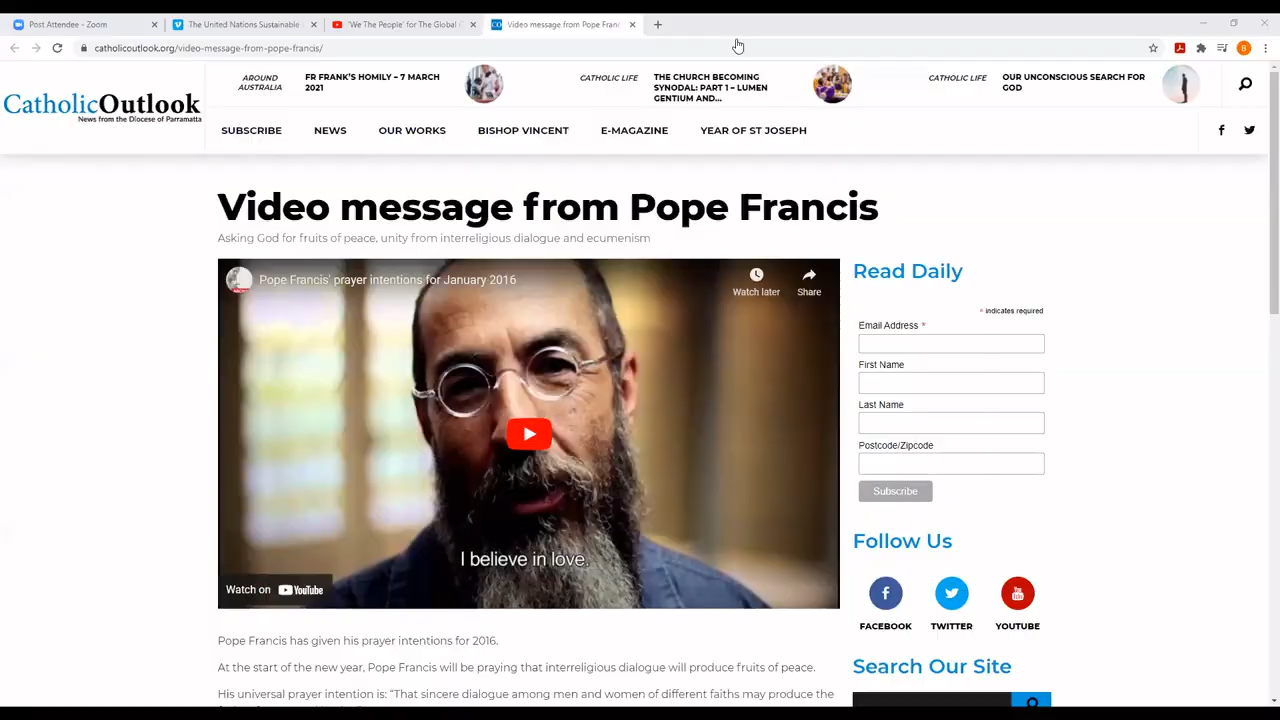 Post Attendee - Zoom
The United Nations Sustainable
'We The People' for The Global
Video message from Pope Franc
catholicoutlook.org/video-message-from-pope-francis/
CatholicOutlook
News from the Diocese of Parramatta
AROUND
AUSTRALIA
FR FRANK'S HOMILY – 7 MARCH
2021
CATHOLIC LIFE
THE CHURCH BECOMING
SYNODAL: PART 1 – LUMEN
GENTIUM AND...
CATHOLIC LIFE
OUR UNCONSCIOUS SEARCH FOR
GOD
SUBSCRIBE NEWS OUR WORKS BISHOP VINCENT E-MAGAZINE YEAR OF ST JOSEPH
Video message from Pope Francis
Asking God for fruits of peace, unity from interreligious dialogue and ecumenism
Pope Francis' prayer intentions for January 2016
Watch later
Share
I believe in love.
Watch on YouTube
Pope Francis has given his prayer intentions for 2016.
At the start of the new year, Pope Francis will be praying that interreligious dialogue will produce fruits of peace.
His universal prayer intention is: "That sincere dialogue among men and women of different faiths may produce the
Read Daily
* indicates required
Email Address *
First Name
Last Name
Postcode/Zipcode
Subscribe
Follow Us
FACEBOOK
TWITTER
YOUTUBE
Search Our Site